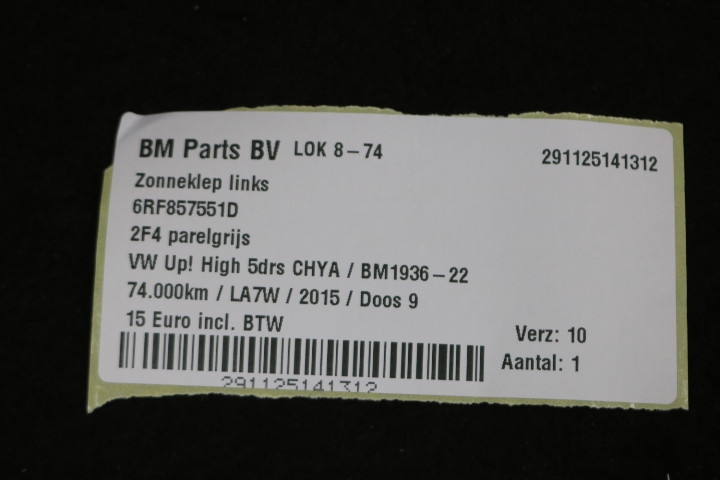 BM Parts BV LOK 8-74 291125141312
Zonneklep links
6RF857551D
2F4 parelgrijs
VW Up! High 5drs CHYA / BM1936-22
74.000km / LA7W / 2015 / Doos 9
15 Euro incl. BTW
Verz: 10
Aantal: 1
291125141312